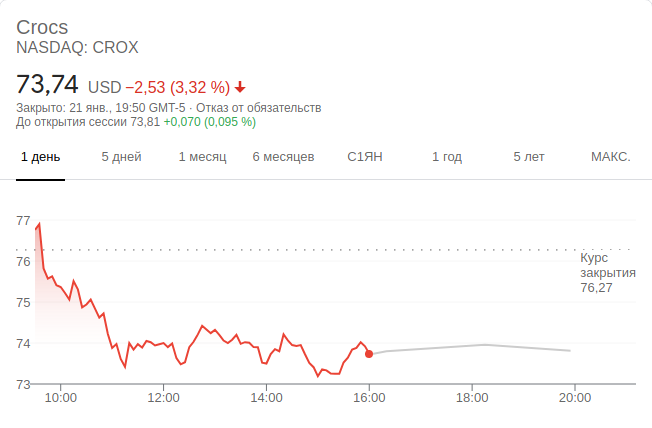 Crocs
NASDAQ: CROX
73,74 USD −2,53 (3,32 %)
Закрыто: 21 янв., 19:50 GMT-5 · Отказ от обязательств
До открытия сессии 73,81 +0,070 (0,095 %)
1 день 5 дней 1 месяц 6 месяцев С1ЯН 1 год 5 лет МАКС.
77
76
75
74
73
Курс
закрытия
76,27
10:00 12:00 14:00 16:00 18:00 20:00